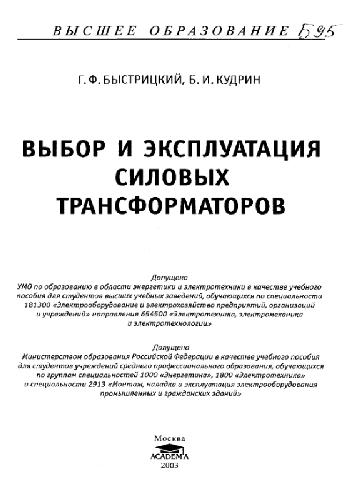 ВЫСШЕЕ ОБРАЗОВАНИЕ Б95
Г. Ф. БЫСТРИЦКИЙ, Б. И. КУДРИН
ВЫБОР И ЭКСПЛУАТАЦИЯ
СИЛОВЫХ
ТРАНСФОРМАТОРОВ
Допущено
УМО по образованию в области энергетики и электротехники в качестве учебного
пособия для студентов высших учебных заведений, обучающихся по специальности
181300 «Электрооборудование и электрохозяйство предприятий, организаций
и учреждений» направления 654500 «Электротехника, электромеханика
и электротехнологии»
Допущено
Министерством образования Российской Федерации в качестве учебного пособия
для студентов учреждений среднего профессионального образования, обучающихся
по группам специальностей 1000 «Энергетика», 1800 «Электротехника»
и специальности 2913 «Монтаж, наладка и эксплуатация электрооборудования
промышленных и гражданских зданий»
Москва
ACADEMA
2003